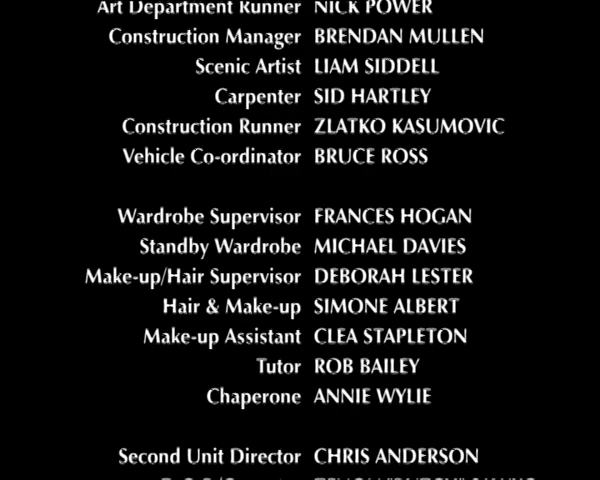 Art Department Runner NICK POWER
Construction Manager BRENDAN MULLEN
Scenic Artist LIAM SIDDELL
Carpenter SID HARTLEY
Construction Runner ZLATKO KASUMOVIC
Vehicle Co-ordinator BRUCE ROSS
Wardrobe Supervisor FRANCES HOGAN
Standby Wardrobe MICHAEL DAVIES
Make-up/Hair Supervisor DEBORAH LESTER
Hair & Make-up SIMONE ALBERT
Make-up Assistant CLEA STAPLETON
Tutor ROB BAILEY
Chaperone ANNIE WYLIE
Second Unit Director CHRIS ANDERSON